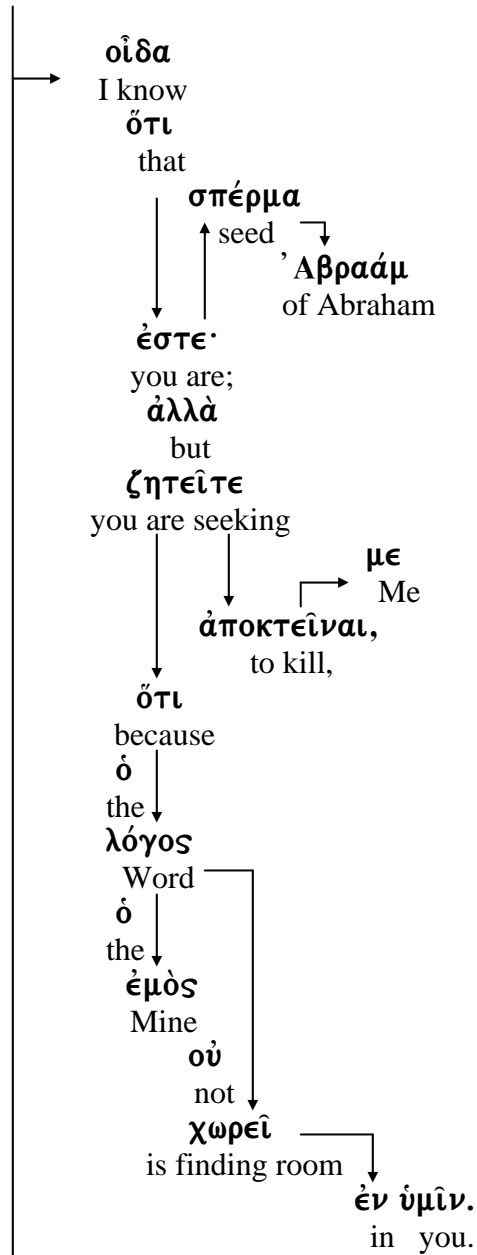 οἶδα
I know
ὅτι
that
σπέρμα
seed
Ἀβραάμ
of Abraham
ἐστε·
you are;
ἀλλὰ
but
ζητεῖτε
you are seeking
με
Me
ἀποκτεῖναι,
to kill,
ὅτι
because
ὁ
the
λόγος
Word
ὁ
the
ἐμὸς
Mine
οὐ
not
χωρεῖ
is finding room
ἐν ὑμῖν.
in you.